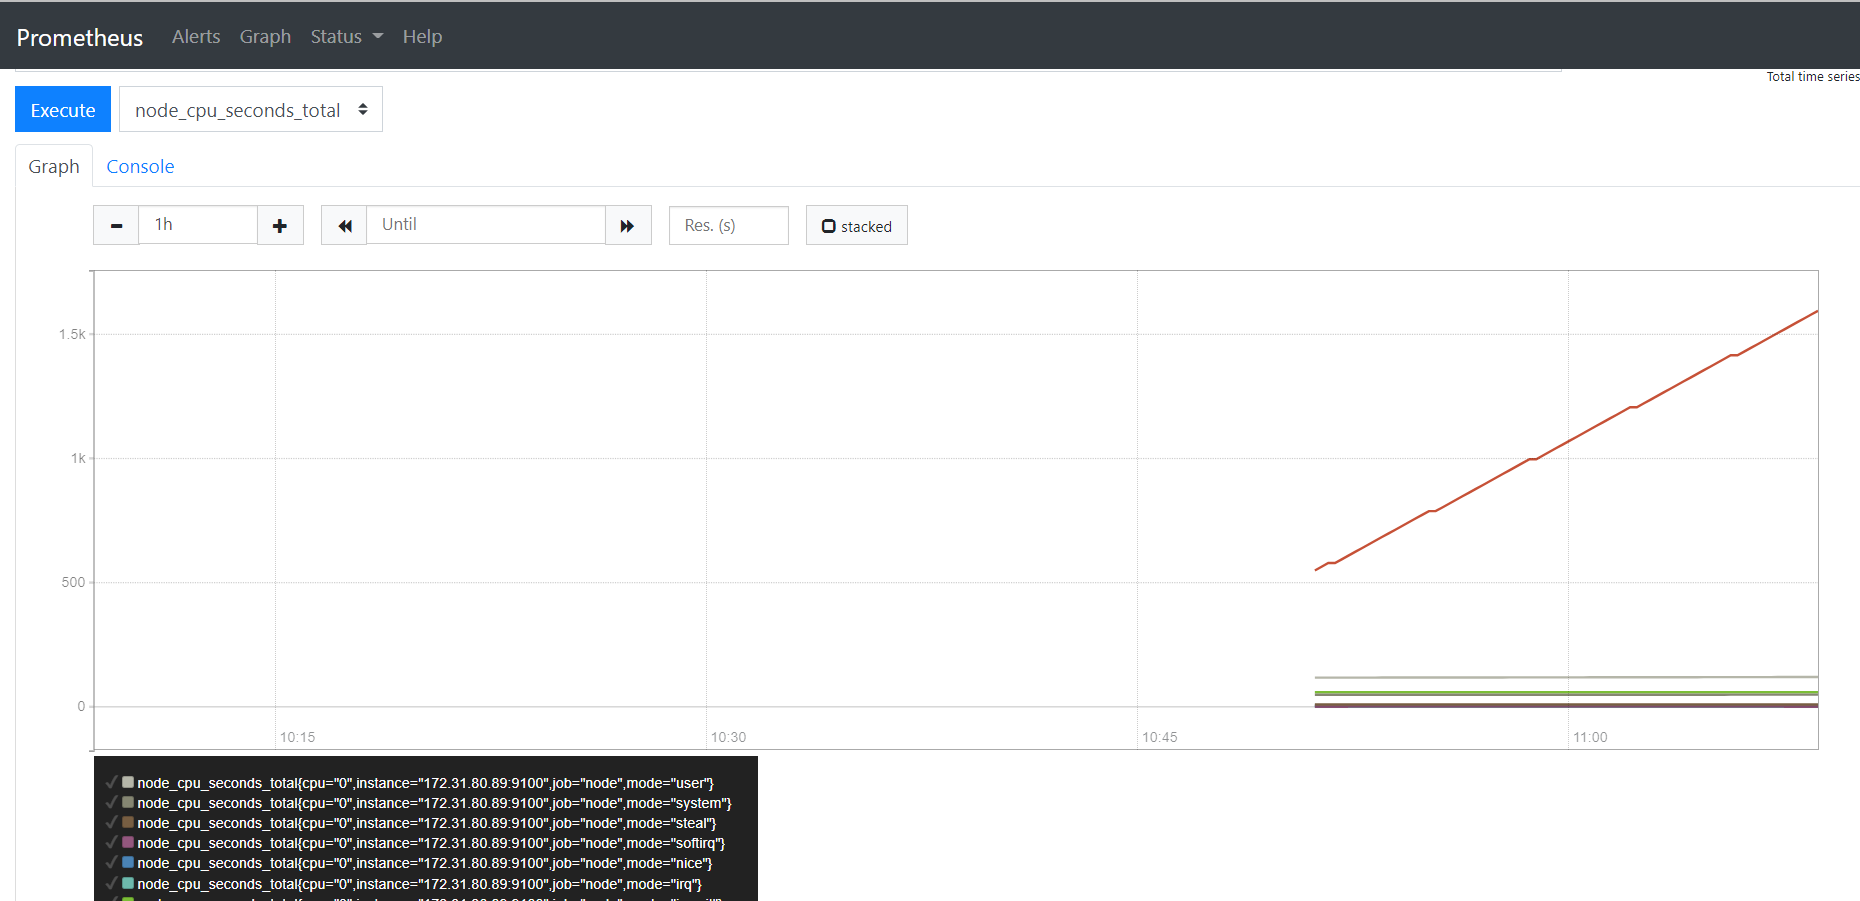 Prometheus Alerts Graph Status Help
Total time series
Execute node_cpu_seconds_total
Graph Console
1h Until Res. (s) stacked
1.5k
1k
500
0
10:15 10:30 10:45 11:00
node_cpu_seconds_total{cpu="0",instance="172.31.80.89:9100",job="node",mode="user"}
node_cpu_seconds_total{cpu="0",instance="172.31.80.89:9100",job="node",mode="system"}
node_cpu_seconds_total{cpu="0",instance="172.31.80.89:9100",job="node",mode="steal"}
node_cpu_seconds_total{cpu="0",instance="172.31.80.89:9100",job="node",mode="softirq"}
node_cpu_seconds_total{cpu="0",instance="172.31.80.89:9100",job="node",mode="nice"}
node_cpu_seconds_total{cpu="0",instance="172.31.80.89:9100",job="node",mode="irq"}